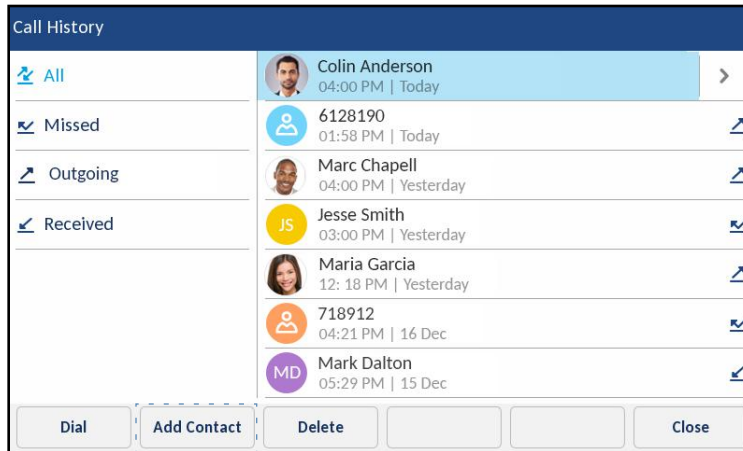 Call History
All
Missed
Outgoing
Received
Colin Anderson
04:00 PM | Today
6128190
01:58 PM | Today
Marc Chapell
04:00 PM | Yesterday
JS
Jesse Smith
03:00 PM | Yesterday
Maria Garcia
12: 18 PM | Yesterday
718912
04:21 PM | 16 Dec
MD
Mark Dalton
05:29 PM | 15 Dec
Dial
Add Contact
Delete
Close